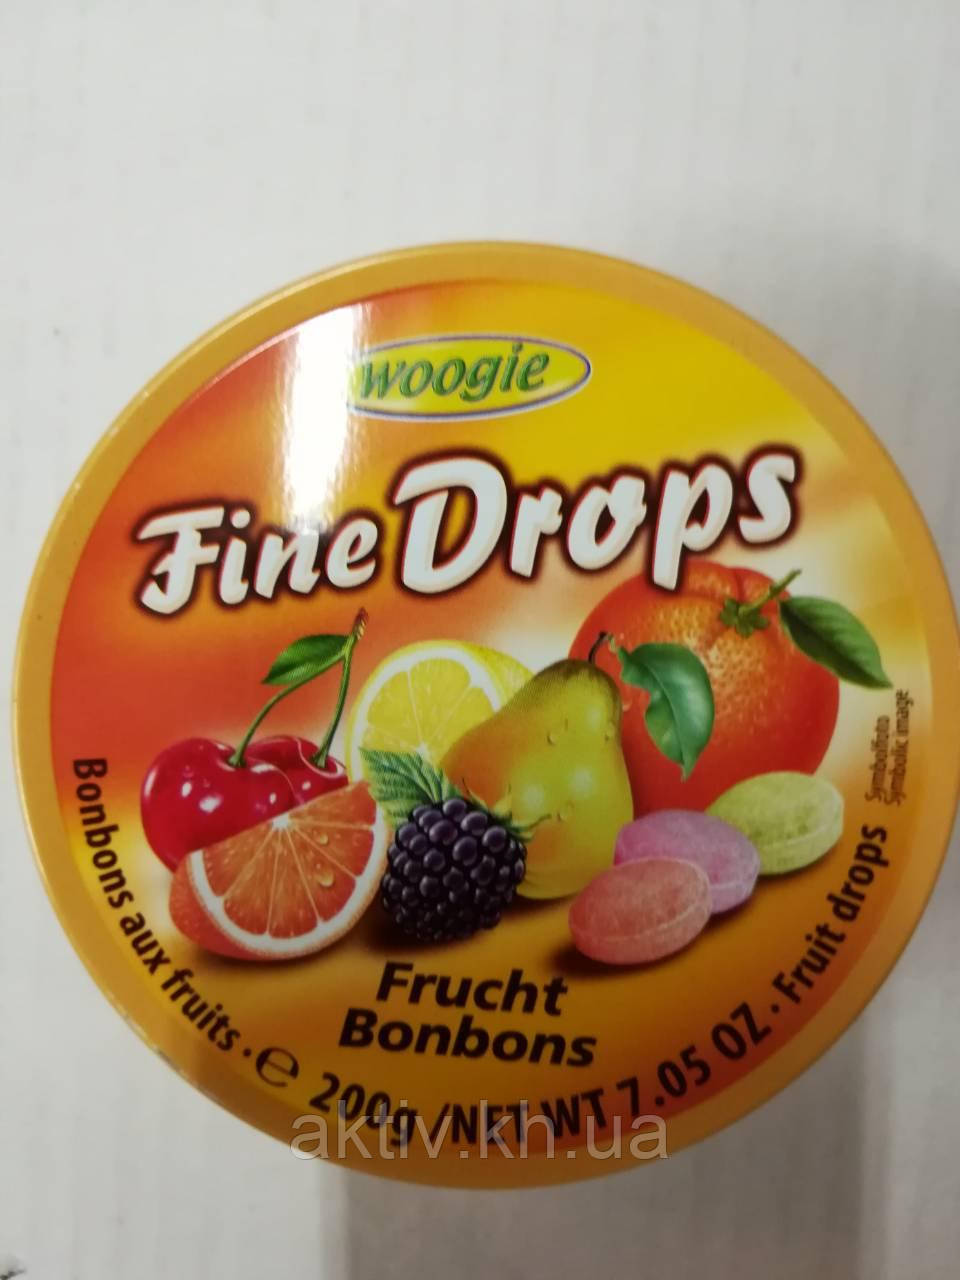 woogie
Fine Drops
Symbolfoto
Symbolic image
Frucht
Bonbons
Bonbons aux fruits · ℮ 200g / NET WT 7.05 OZ · Fruit drops
aktiv.kh.ua